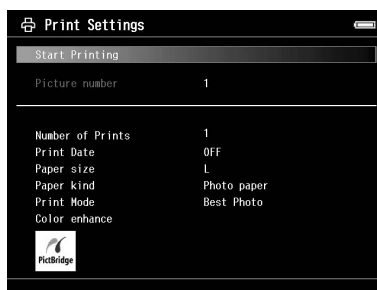 Print Settings
Start Printing
Picture number 1
Number of Prints 1
Print Date OFF
Paper size L
Paper kind Photo paper
Print Mode Best Photo
Color enhance
PictBridge